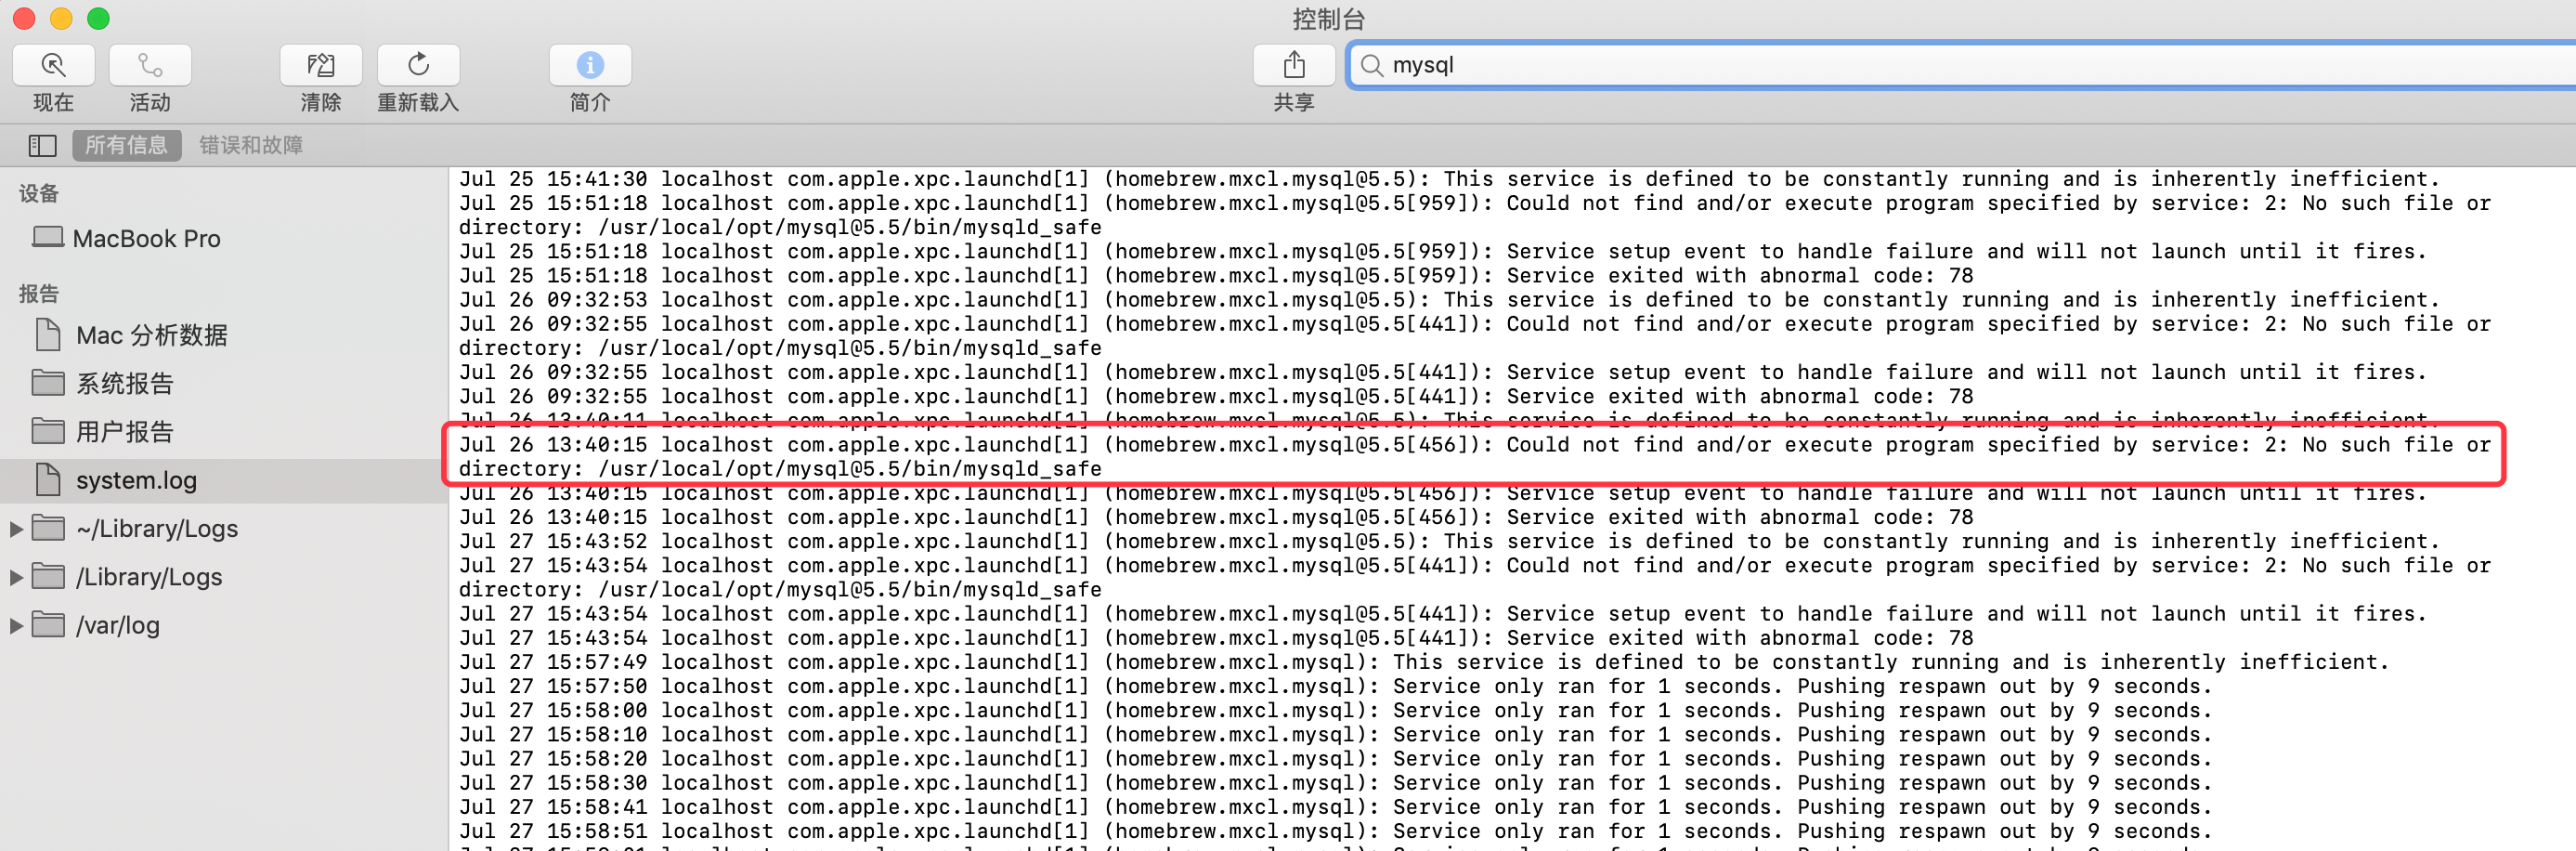 控制台
mysql
现在
活动
清除
重新载入
简介
共享
所有信息
错误和故障
设备
MacBook Pro
报告
Mac 分析数据
系统报告
用户报告
system.log
~/Library/Logs
/Library/Logs
/var/log
Jul 25 15:41:30 localhost com.apple.xpc.launchd[1] (homebrew.mxcl.mysql@5.5): This service is defined to be constantly running and is inherently inefficient.
Jul 25 15:51:18 localhost com.apple.xpc.launchd[1] (homebrew.mxcl.mysql@5.5[959]): Could not find and/or execute program specified by service: 2: No such file or
directory: /usr/local/opt/mysql@5.5/bin/mysqld_safe
Jul 25 15:51:18 localhost com.apple.xpc.launchd[1] (homebrew.mxcl.mysql@5.5[959]): Service setup event to handle failure and will not launch until it fires.
Jul 25 15:51:18 localhost com.apple.xpc.launchd[1] (homebrew.mxcl.mysql@5.5[959]): Service exited with abnormal code: 78
Jul 26 09:32:53 localhost com.apple.xpc.launchd[1] (homebrew.mxcl.mysql@5.5): This service is defined to be constantly running and is inherently inefficient.
Jul 26 09:32:55 localhost com.apple.xpc.launchd[1] (homebrew.mxcl.mysql@5.5[441]): Could not find and/or execute program specified by service: 2: No such file or
directory: /usr/local/opt/mysql@5.5/bin/mysqld_safe
Jul 26 09:32:55 localhost com.apple.xpc.launchd[1] (homebrew.mxcl.mysql@5.5[441]): Service setup event to handle failure and will not launch until it fires.
Jul 26 09:32:55 localhost com.apple.xpc.launchd[1] (homebrew.mxcl.mysql@5.5[441]): Service exited with abnormal code: 78
Jul 26 13:40:11 localhost com.apple.xpc.launchd[1] (homebrew.mxcl.mysql@5.5): This service is defined to be constantly running and is inherently inefficient.
Jul 26 13:40:15 localhost com.apple.xpc.launchd[1] (homebrew.mxcl.mysql@5.5[456]): Could not find and/or execute program specified by service: 2: No such file or
directory: /usr/local/opt/mysql@5.5/bin/mysqld_safe
Jul 26 13:40:15 localhost com.apple.xpc.launchd[1] (homebrew.mxcl.mysql@5.5[456]): Service setup event to handle failure and will not launch until it fires.
Jul 26 13:40:15 localhost com.apple.xpc.launchd[1] (homebrew.mxcl.mysql@5.5[456]): Service exited with abnormal code: 78
Jul 27 15:43:52 localhost com.apple.xpc.launchd[1] (homebrew.mxcl.mysql@5.5): This service is defined to be constantly running and is inherently inefficient.
Jul 27 15:43:54 localhost com.apple.xpc.launchd[1] (homebrew.mxcl.mysql@5.5[441]): Could not find and/or execute program specified by service: 2: No such file or
directory: /usr/local/opt/mysql@5.5/bin/mysqld_safe
Jul 27 15:43:54 localhost com.apple.xpc.launchd[1] (homebrew.mxcl.mysql@5.5[441]): Service setup event to handle failure and will not launch until it fires.
Jul 27 15:43:54 localhost com.apple.xpc.launchd[1] (homebrew.mxcl.mysql@5.5[441]): Service exited with abnormal code: 78
Jul 27 15:57:49 localhost com.apple.xpc.launchd[1] (homebrew.mxcl.mysql): This service is defined to be constantly running and is inherently inefficient.
Jul 27 15:57:50 localhost com.apple.xpc.launchd[1] (homebrew.mxcl.mysql): Service only ran for 1 seconds. Pushing respawn out by 9 seconds.
Jul 27 15:58:00 localhost com.apple.xpc.launchd[1] (homebrew.mxcl.mysql): Service only ran for 1 seconds. Pushing respawn out by 9 seconds.
Jul 27 15:58:10 localhost com.apple.xpc.launchd[1] (homebrew.mxcl.mysql): Service only ran for 1 seconds. Pushing respawn out by 9 seconds.
Jul 27 15:58:20 localhost com.apple.xpc.launchd[1] (homebrew.mxcl.mysql): Service only ran for 1 seconds. Pushing respawn out by 9 seconds.
Jul 27 15:58:30 localhost com.apple.xpc.launchd[1] (homebrew.mxcl.mysql): Service only ran for 1 seconds. Pushing respawn out by 9 seconds.
Jul 27 15:58:41 localhost com.apple.xpc.launchd[1] (homebrew.mxcl.mysql): Service only ran for 1 seconds. Pushing respawn out by 9 seconds.
Jul 27 15:58:51 localhost com.apple.xpc.launchd[1] (homebrew.mxcl.mysql): Service only ran for 1 seconds. Pushing respawn out by 9 seconds.